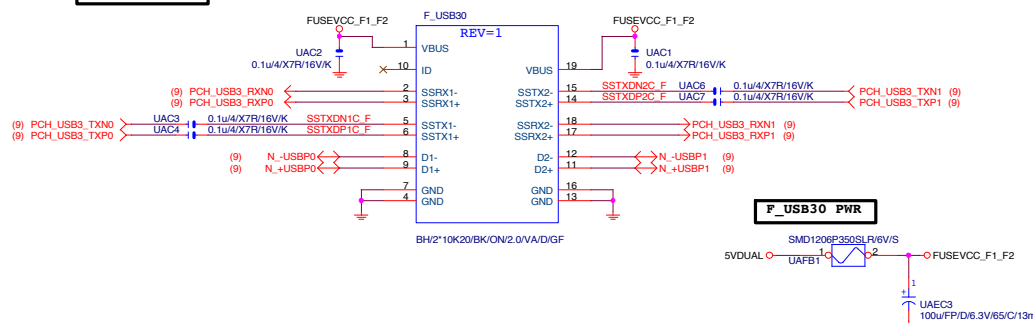 F_USB30
FUSEVCC_F1_F2
FUSEVCC_F1_F2
REV=1
UAC2
0.1u/4/X7R/16V/K
1
VBUS
10
ID
VBUS
19
UAC1
0.1u/4/X7R/16V/K
(9) PCH_USB3_RXN0
2
SSRX1-
(9) PCH_USB3_RXP0
3
SSRX1+
SSTX2-
15
SSTXDN2C_F
UAC6
0.1u/4/X7R/16V/K
PCH_USB3_TXN1 (9)
SSTX2+
14
SSTXDP2C_F
UAC7
0.1u/4/X7R/16V/K
PCH_USB3_TXP1 (9)
(9) PCH_USB3_TXN0
UAC3
0.1u/4/X7R/16V/K
SSTXDN1C_F
5
SSTX1-
(9) PCH_USB3_TXP0
UAC4
0.1u/4/X7R/16V/K
SSTXDP1C_F
6
SSTX1+
SSRX2-
18
PCH_USB3_RXN1 (9)
SSRX2+
17
PCH_USB3_RXP1 (9)
(9) N_-USBP0
8
D1-
(9) N_+USBP0
9
D1+
D2-
12
N_-USBP1 (9)
D2+
11
N_+USBP1 (9)
7
GND
4
GND
GND
16
GND
13
BH/2*10K20/BK/ON/2.0/VA/D/GF
F_USB30 PWR
SMD1206P350SLR/6V/S
5VDUAL
1
UAFB1
2
FUSEVCC_F1_F2
1
+
UAEC3
100u/FP/D/6.3V/65/C/13m